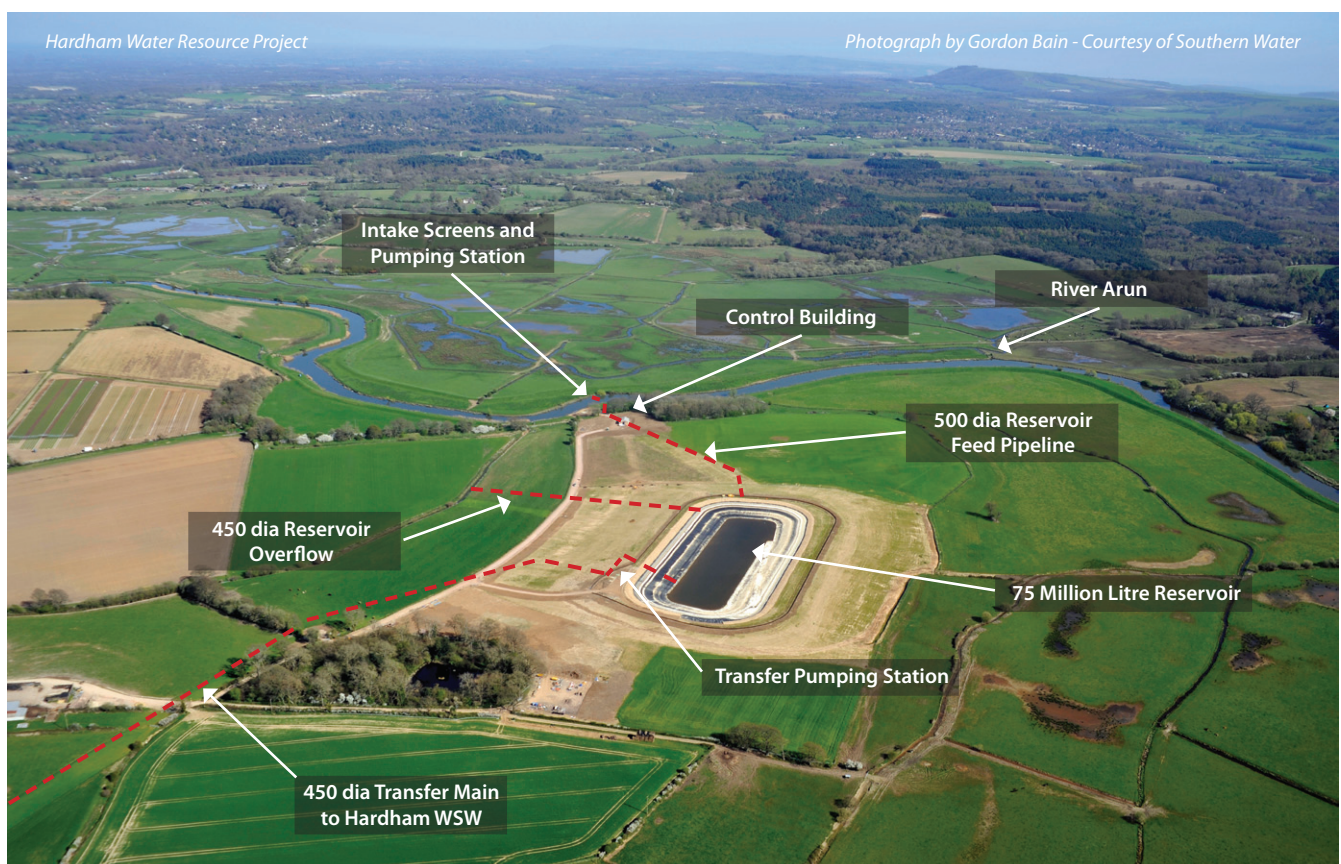 Hardham Water Resource Project
Photograph by Gordon Bain - Courtesy of Southern Water
Intake Screens and
Pumping Station
River Arun
Control Building
500 dia Reservoir
Feed Pipeline
450 dia Reservoir
Overflow
75 Million Litre Reservoir
Transfer Pumping Station
450 dia Transfer Main
to Hardham WSW